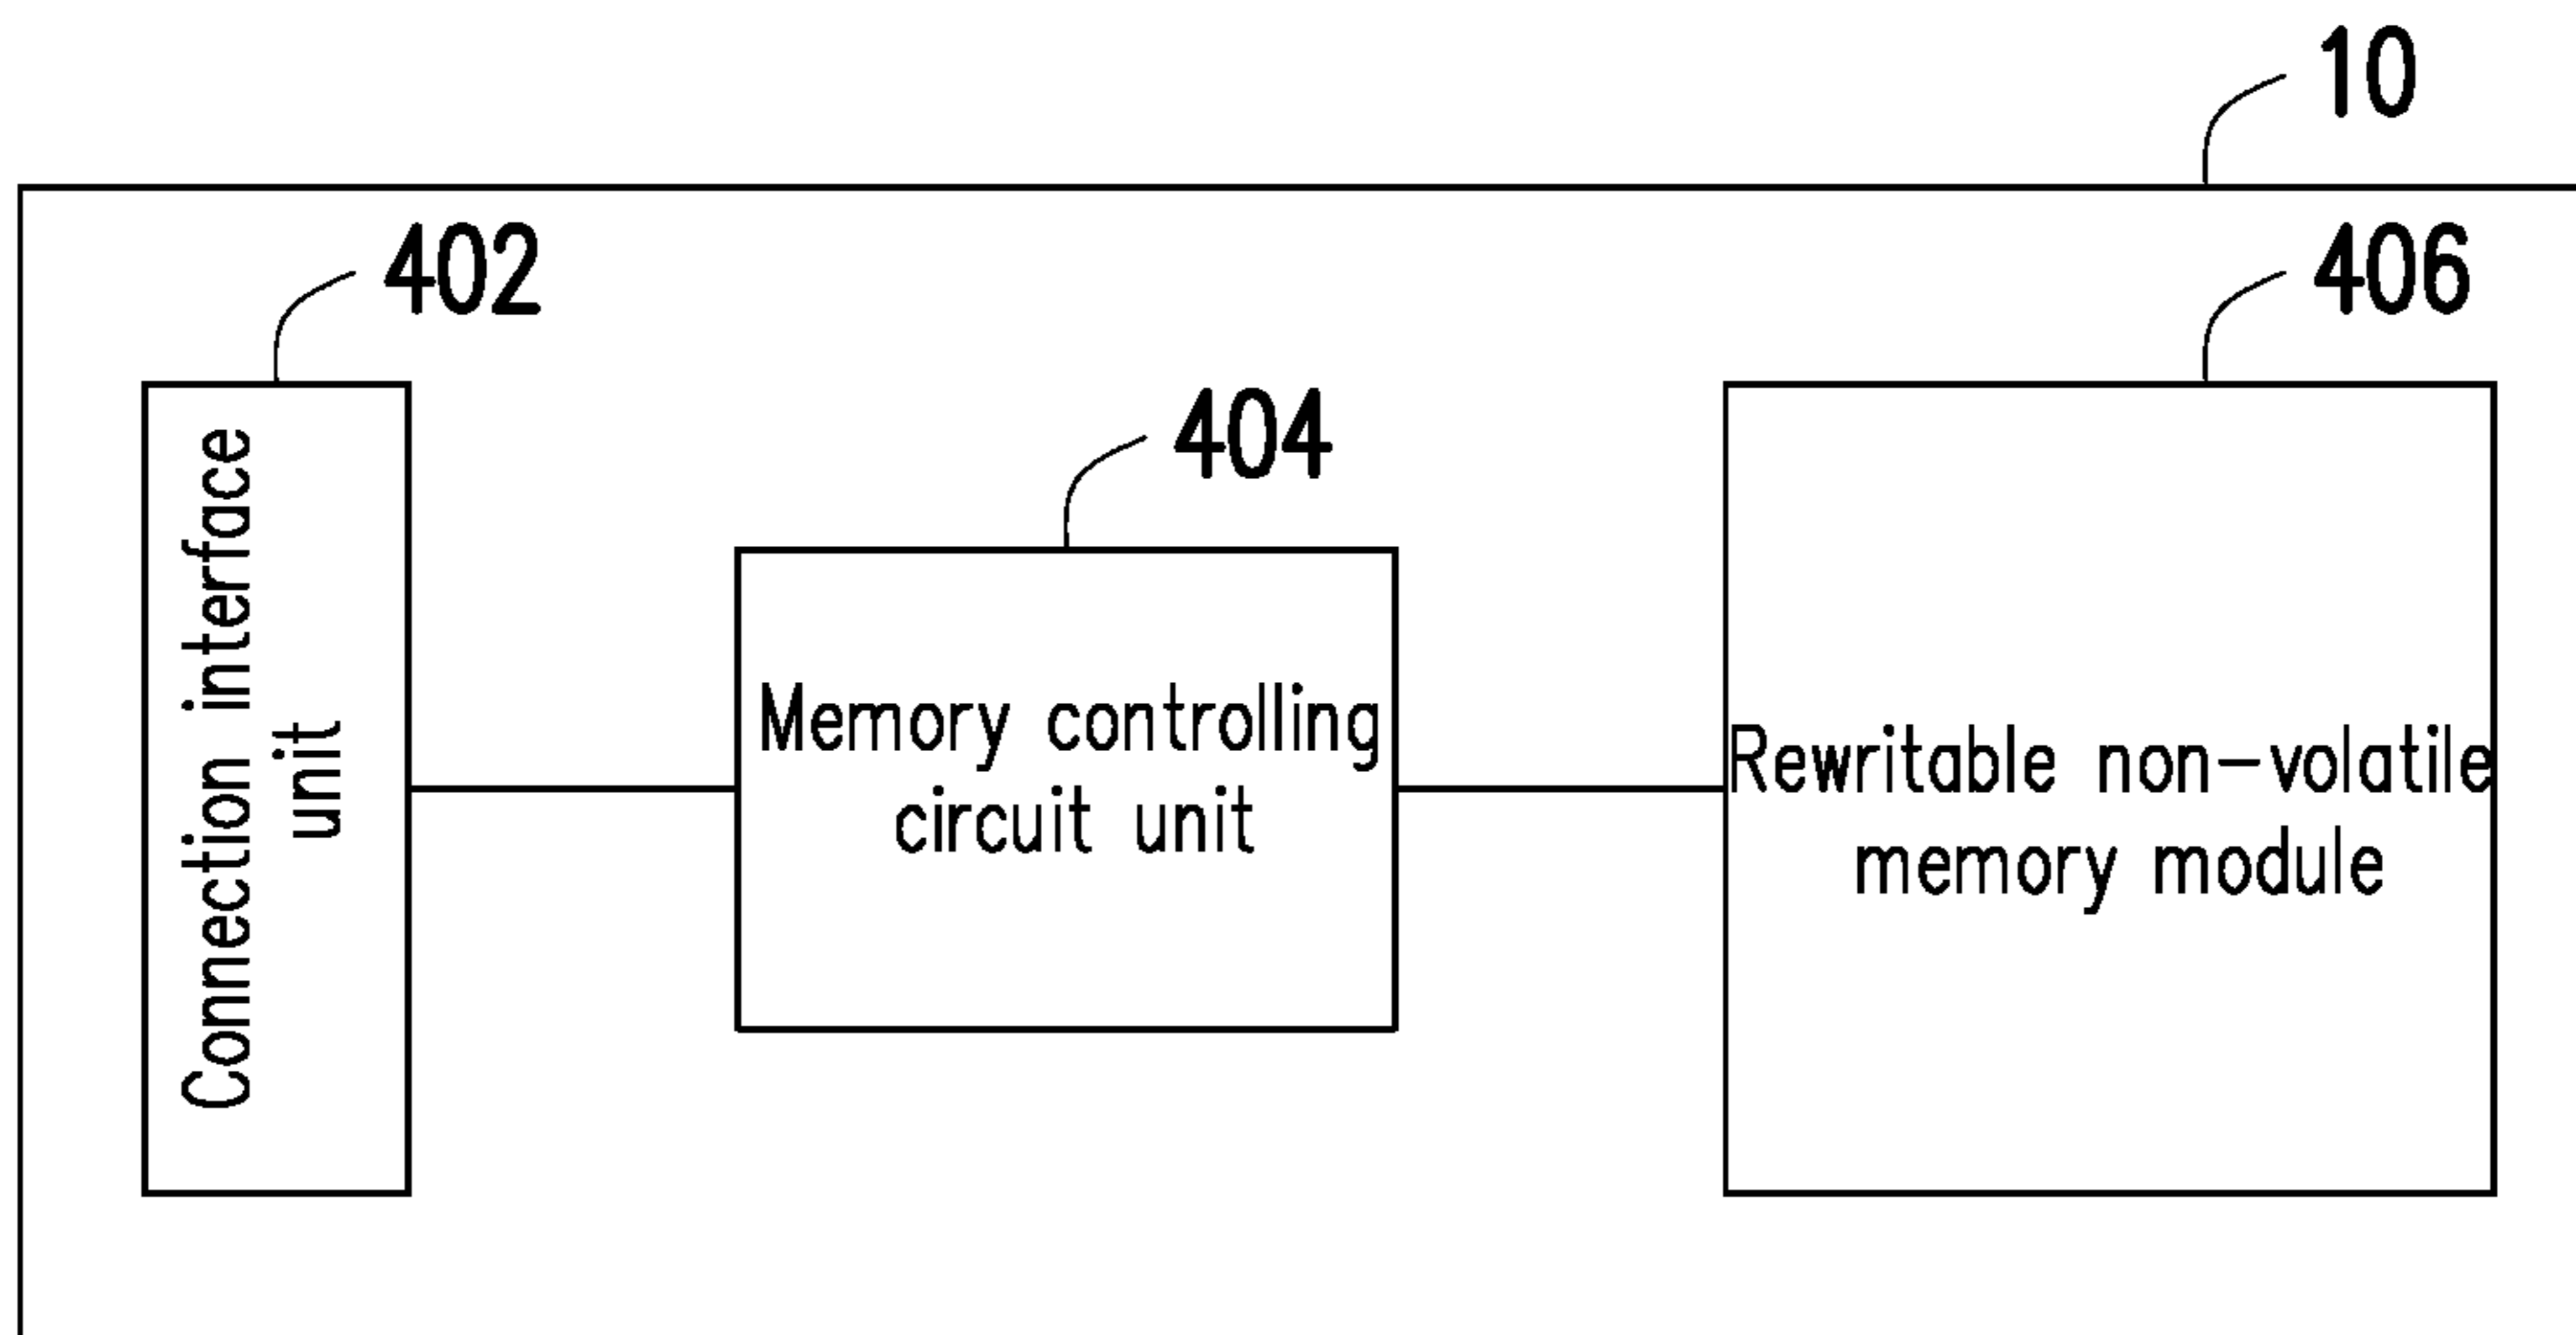 10
402
406
404
Connection interface
unit
Memory controlling
circuit unit
Rewritable non-volatile
memory module